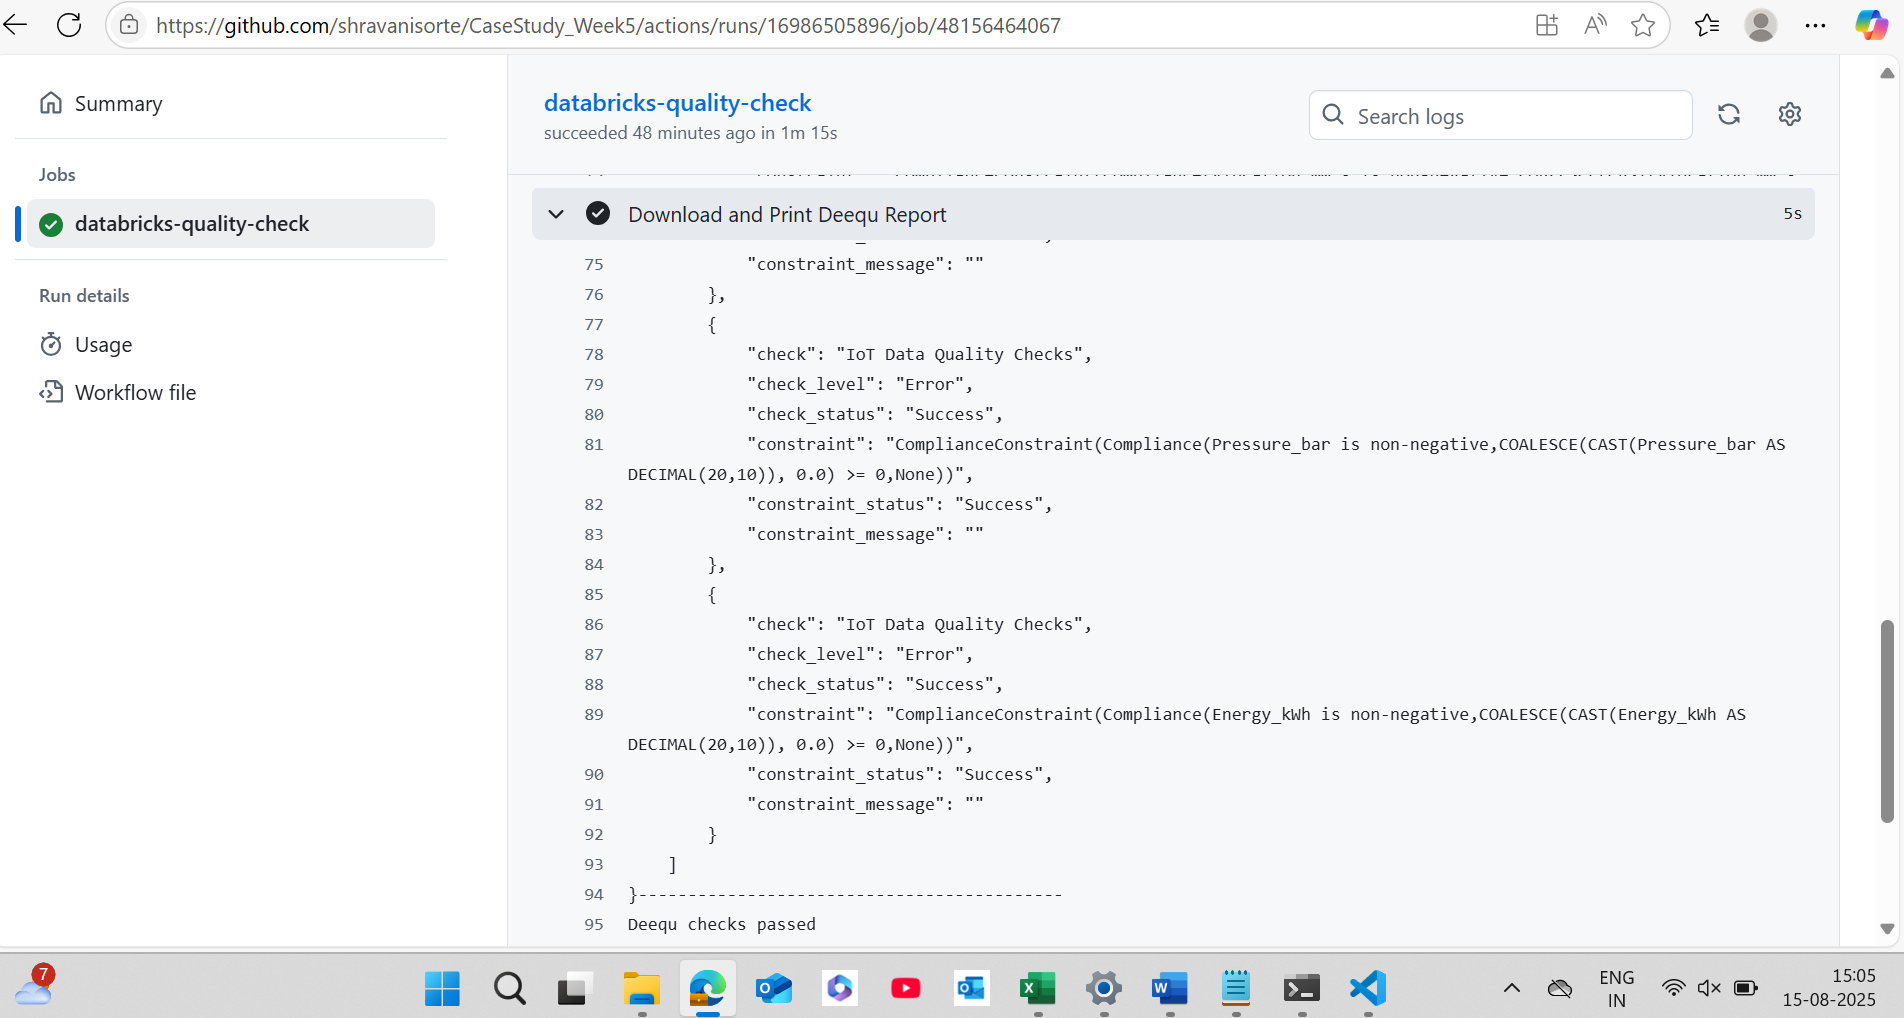 https://github.com/shravanisorte/CaseStudy_Week5/actions/runs/16986505896/job/48156464067
Summary
Jobs
databricks-quality-check
Run details
Usage
Workflow file
databricks-quality-check
succeeded 48 minutes ago in 1m 15s
Search logs
Download and Print Deequ Report 5s
75 "constraint_message": ""
76 },
77 {
78 "check": "IoT Data Quality Checks",
79 "check_level": "Error",
80 "check_status": "Success",
81 "constraint": "ComplianceConstraint(Compliance(Pressure_bar is non-negative,COALESCE(CAST(Pressure_bar AS
DECIMAL(20,10)), 0.0) >= 0,None))",
82 "constraint_status": "Success",
83 "constraint_message": ""
84 },
85 {
86 "check": "IoT Data Quality Checks",
87 "check_level": "Error",
88 "check_status": "Success",
89 "constraint": "ComplianceConstraint(Compliance(Energy_kWh is non-negative,COALESCE(CAST(Energy_kWh AS
DECIMAL(20,10)), 0.0) >= 0,None))",
90 "constraint_status": "Success",
91 "constraint_message": ""
92 }
93 ]
94 }-------------------------------------------
95 Deequ checks passed
7
ENG
IN
15:05
15-08-2025